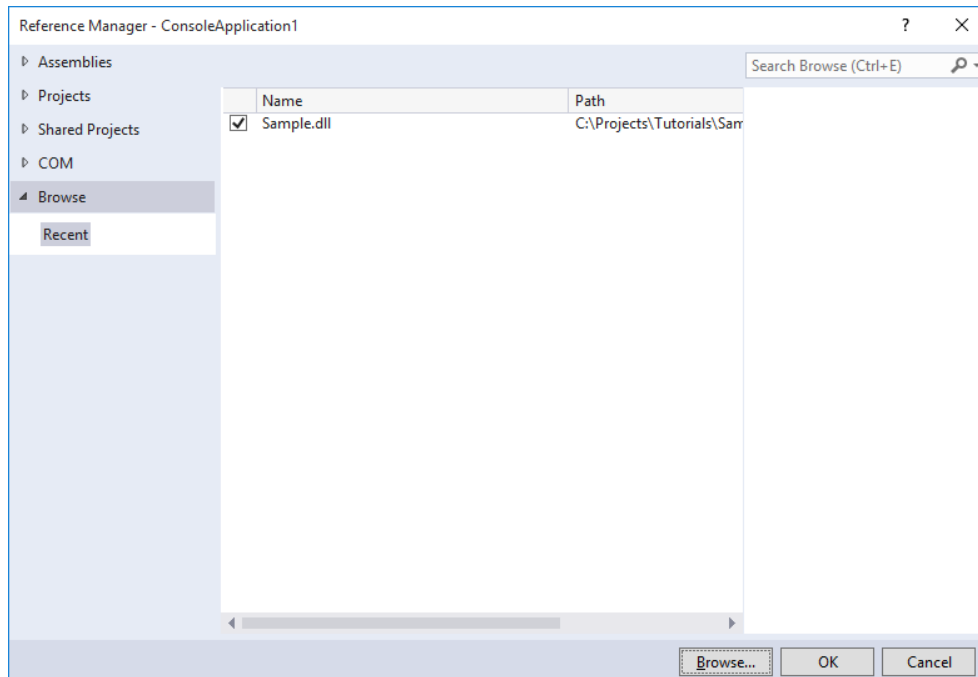 Reference Manager - ConsoleApplication1 ?
Assemblies
Search Browse (Ctrl+E)
Projects
Name Path
Sample.dll C:\Projects\Tutorials\Sam
Shared Projects
COM
Browse
Recent
Browse... OK Cancel